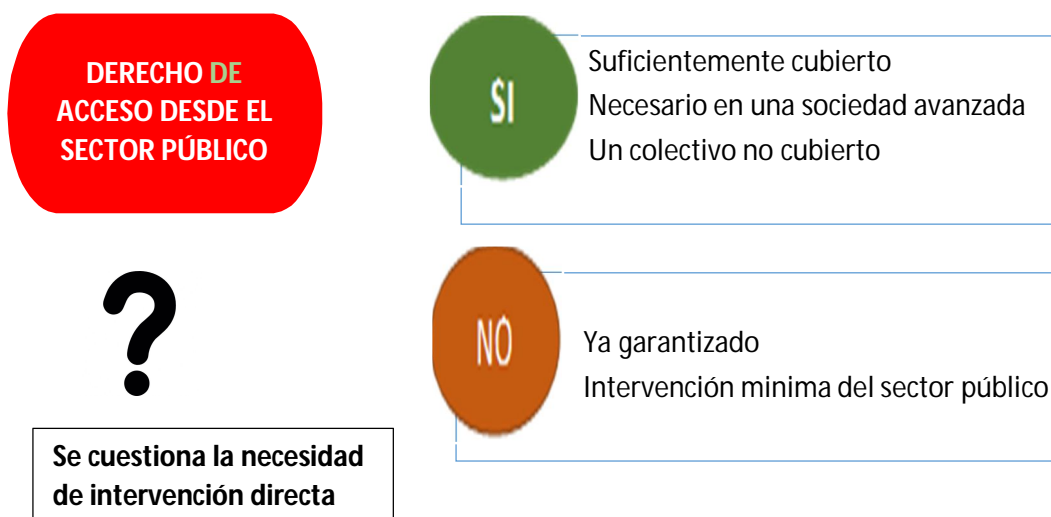 DERECHO DE
ACCESO DESDE EL
SECTOR PÚBLICO
SI
Suficientemente cubierto
Necesario en una sociedad avanzada
Un colectivo no cubierto
?
NO
Ya garantizado
Intervención minima del sector público
Se cuestiona la necesidad
de intervención directa